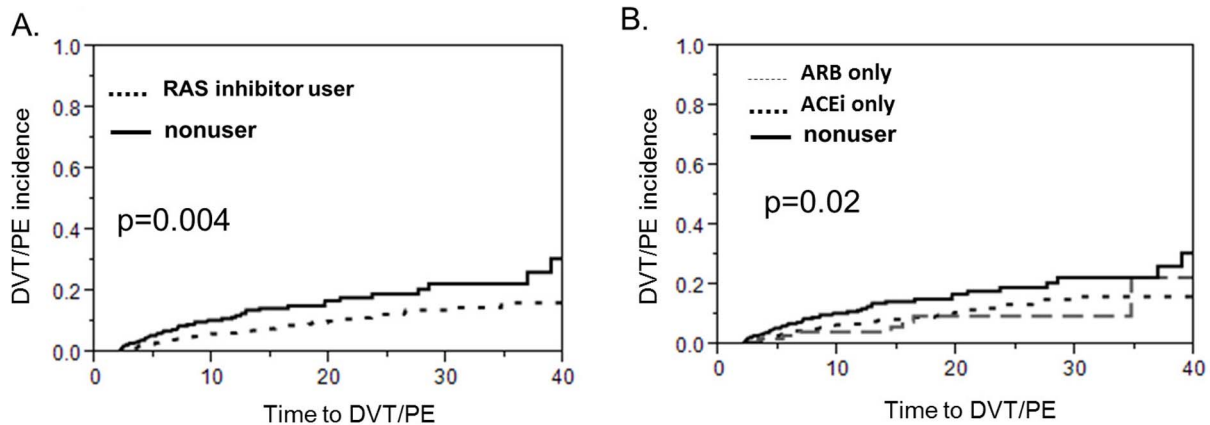 A.
1.0
0.8
0.6
0.4
0.2
0.0
DVT/PE incidence
RAS inhibitor user
nonuser
p=0.004
0 10 20 30 40
Time to DVT/PE
B.
1.0
0.8
0.6
0.4
0.2
0.0
DVT/PE incidence
ARB only
ACEi only
nonuser
p=0.02
0 10 20 30 40
Time to DVT/PE